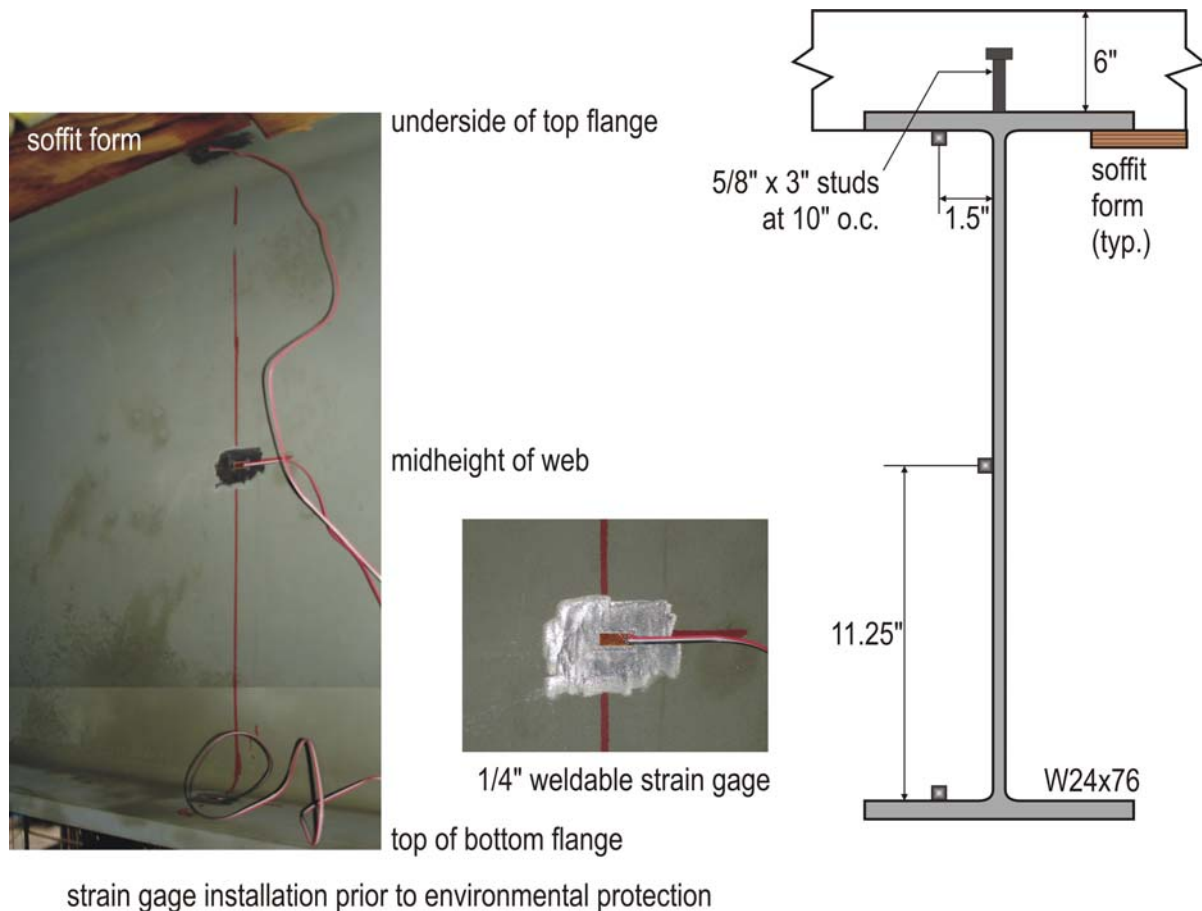 soffit form
underside of top flange
midheight of web
top of bottom flange
1/4" weldable strain gage
6"
5/8" x 3" studs
at 10" o.c.
1.5"
soffit
form
(typ.)
11.25"
W24x76
strain gage installation prior to environmental protection